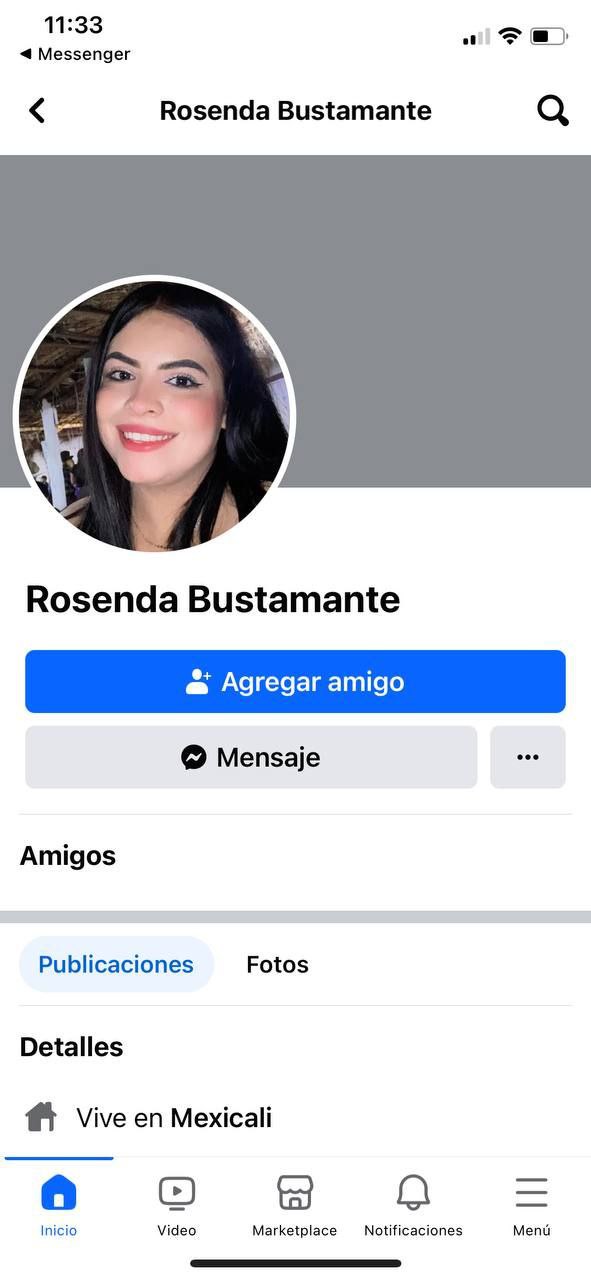 11:33
◀ Messenger
Rosenda Bustamante
Rosenda Bustamante
Agregar amigo
Mensaje
Amigos
Publicaciones Fotos
Detalles
Vive en Mexicali
Inicio Video Marketplace Notificaciones Menú